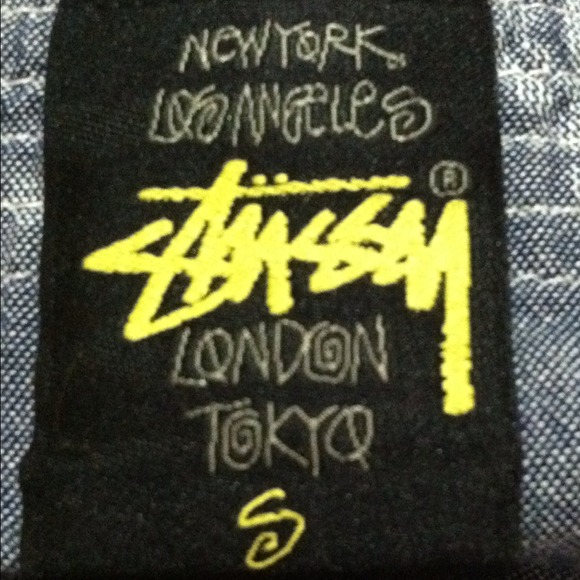 NEW YORK
LOS ANGELES
Stüssy ®
LONDON
TOKYO
S